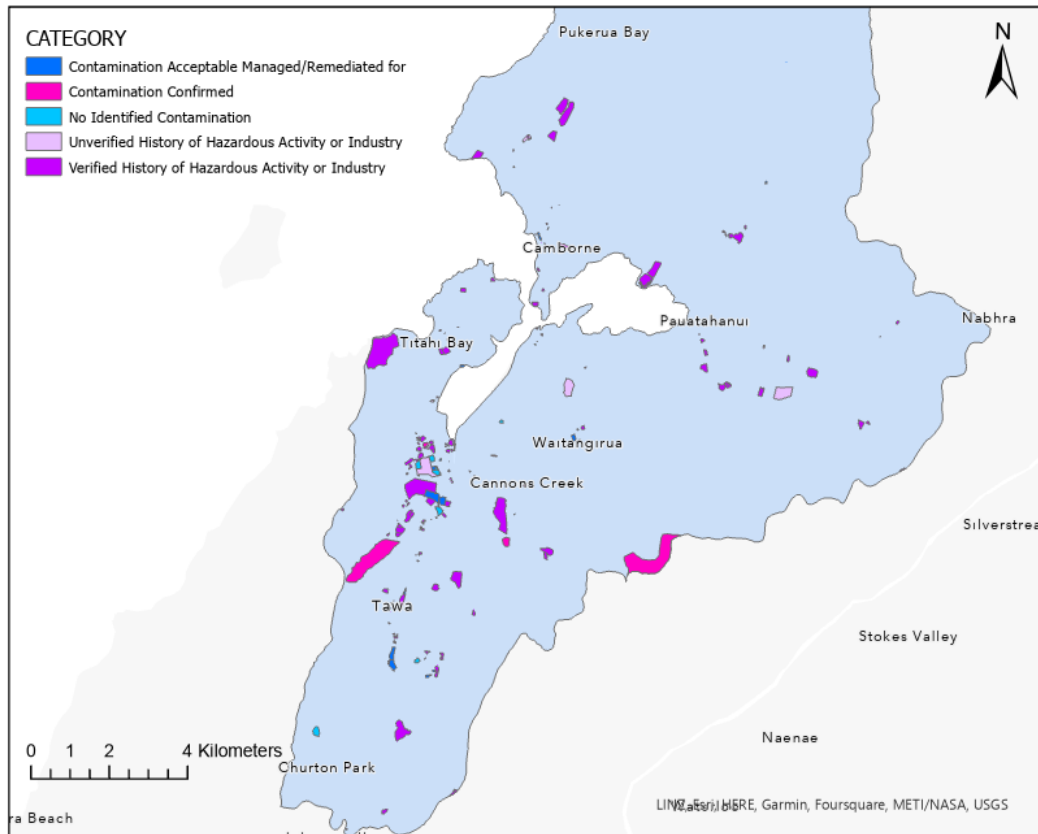 CATEGORY
Contamination Acceptable Managed/Remediated for
Contamination Confirmed
No Identified Contamination
Unverified History of Hazardous Activity or Industry
Verified History of Hazardous Activity or Industry
N
Pukerua Bay
Camborne
Pauatahanui
Nabhra
Titahi Bay
Waitangirua
Cannons Creek
Silverstrea
Tawa
Stokes Valley
Naenae
0 1 2 4 Kilometers
Churton Park
LINZ, Esri, HERE, Garmin, Foursquare, METI/NASA, USGS
ra Beach